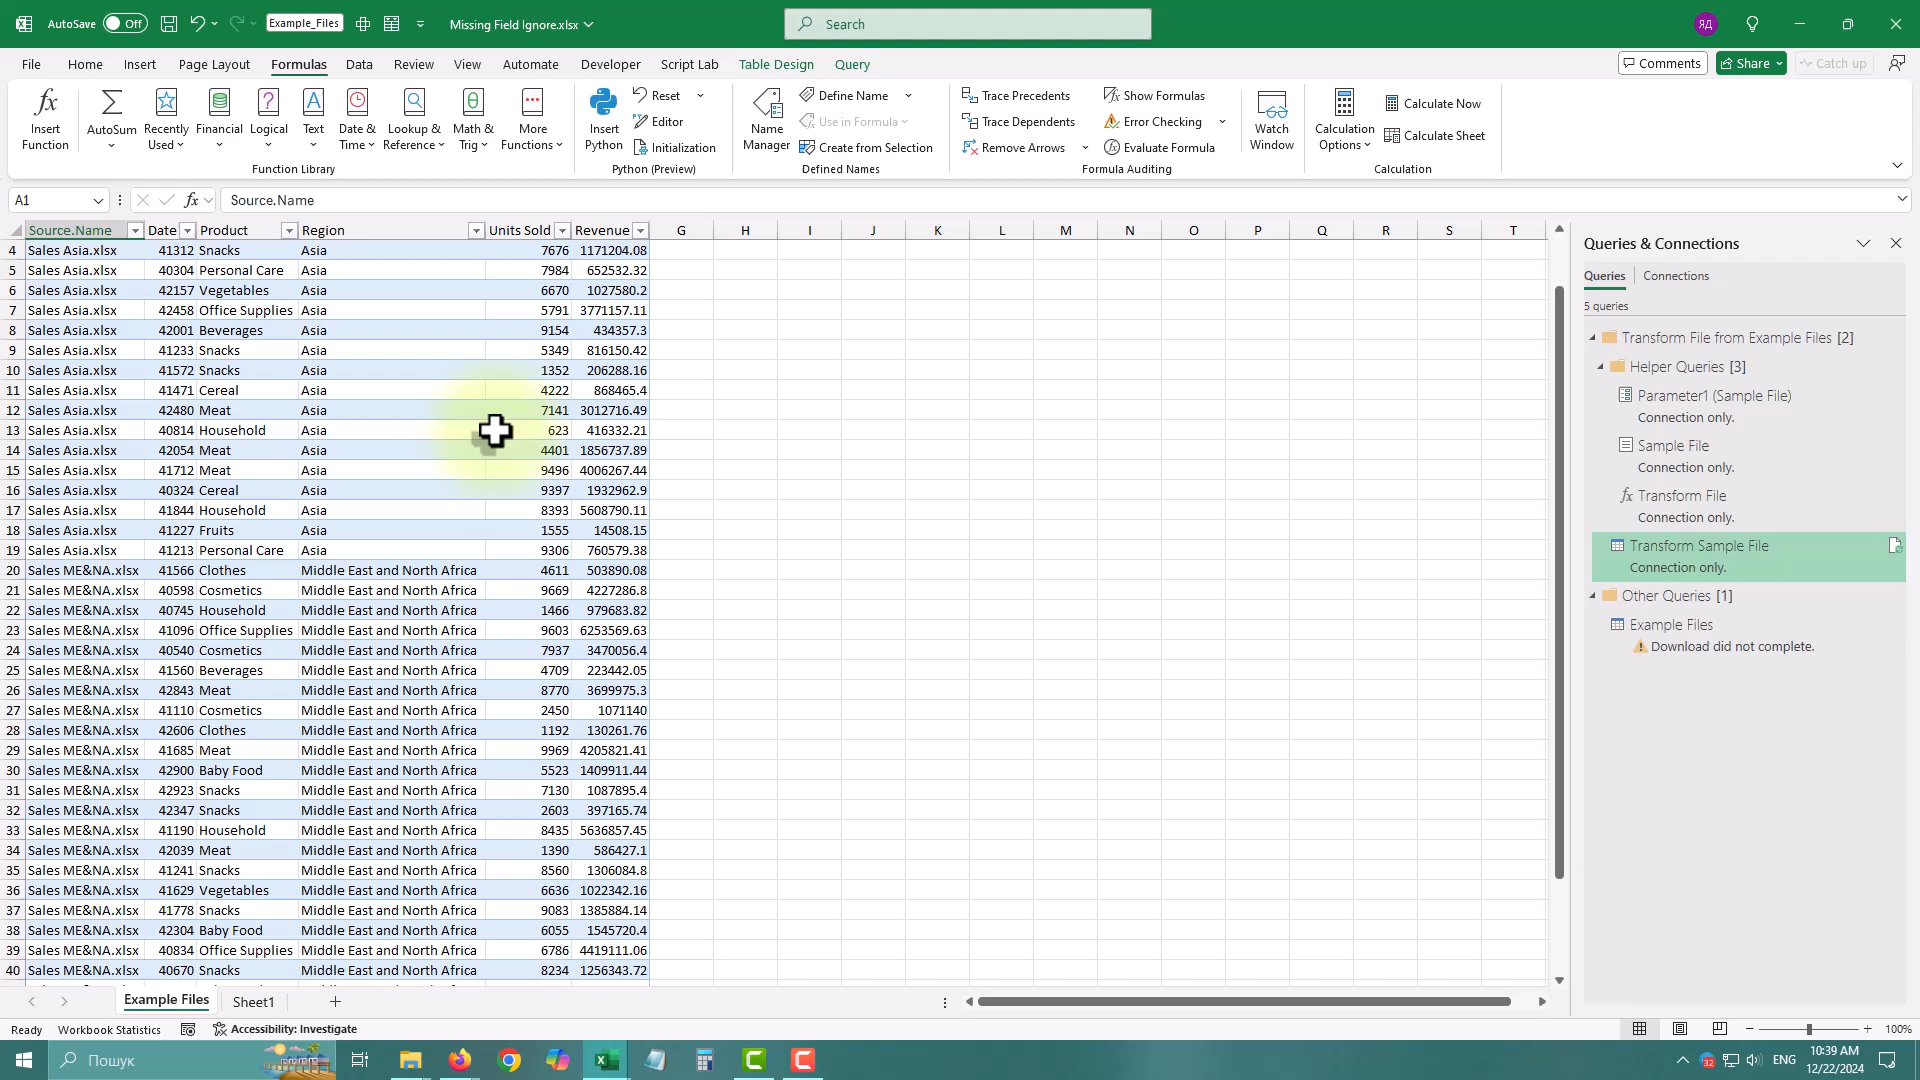 AutoSave Off Example_Files Missing Field Ignore.xlsx Search ЯД
File Home Insert Page Layout Formulas Data Review View Automate Developer Script Lab Table Design Query Comments Share Catch up
Insert Function AutoSum Recently Used Financial Logical Text Date & Time Lookup & Reference Math & Trig More Functions Insert Python Reset Editor Initialization Name Manager Define Name Use in Formula Create from Selection Trace Precedents Trace Dependents Remove Arrows Show Formulas Error Checking Evaluate Formula Watch Window Calculation Options Calculate Now Calculate Sheet
Function Library Python (Preview) Defined Names Formula Auditing Calculation
A1 fx Source.Name
Source.Name Date Product Region Units Sold Revenue G H I J K L M N O P Q R S T
4 Sales Asia.xlsx 41312 Snacks Asia 7676 1171204.08
5 Sales Asia.xlsx 40304 Personal Care Asia 7984 652532.32
6 Sales Asia.xlsx 42157 Vegetables Asia 6670 1027580.2
7 Sales Asia.xlsx 42458 Office Supplies Asia 5791 3771157.11
8 Sales Asia.xlsx 42001 Beverages Asia 9154 434357.3
9 Sales Asia.xlsx 41233 Snacks Asia 5349 816150.42
10 Sales Asia.xlsx 41572 Snacks Asia 1352 206288.16
11 Sales Asia.xlsx 41471 Cereal Asia 4222 868465.4
12 Sales Asia.xlsx 42480 Meat Asia 7141 3012716.49
13 Sales Asia.xlsx 40814 Household Asia 623 416332.21
14 Sales Asia.xlsx 42054 Meat Asia 4401 1856737.89
15 Sales Asia.xlsx 41712 Meat Asia 9496 4006267.44
16 Sales Asia.xlsx 40324 Cereal Asia 9397 1932962.9
17 Sales Asia.xlsx 41844 Household Asia 8393 5608790.11
18 Sales Asia.xlsx 41227 Fruits Asia 1555 14508.15
19 Sales Asia.xlsx 41213 Personal Care Asia 9306 760579.38
20 Sales ME&NA.xlsx 41566 Clothes Middle East and North Africa 4611 503890.08
21 Sales ME&NA.xlsx 40598 Cosmetics Middle East and North Africa 9669 4227286.8
22 Sales ME&NA.xlsx 40745 Household Middle East and North Africa 1466 979683.82
23 Sales ME&NA.xlsx 41096 Office Supplies Middle East and North Africa 9603 6253569.63
24 Sales ME&NA.xlsx 40540 Cosmetics Middle East and North Africa 7937 3470056.4
25 Sales ME&NA.xlsx 41560 Beverages Middle East and North Africa 4709 223442.05
26 Sales ME&NA.xlsx 42843 Meat Middle East and North Africa 8770 3699975.3
27 Sales ME&NA.xlsx 41110 Cosmetics Middle East and North Africa 2450 1071140
28 Sales ME&NA.xlsx 42606 Clothes Middle East and North Africa 1192 130261.76
29 Sales ME&NA.xlsx 41685 Meat Middle East and North Africa 9969 4205821.41
30 Sales ME&NA.xlsx 42900 Baby Food Middle East and North Africa 5523 1409911.44
31 Sales ME&NA.xlsx 42923 Snacks Middle East and North Africa 7130 1087895.4
32 Sales ME&NA.xlsx 42347 Snacks Middle East and North Africa 2603 397165.74
33 Sales ME&NA.xlsx 41190 Household Middle East and North Africa 8435 5636857.45
34 Sales ME&NA.xlsx 42039 Meat Middle East and North Africa 1390 586427.1
35 Sales ME&NA.xlsx 41241 Snacks Middle East and North Africa 8560 1306084.8
36 Sales ME&NA.xlsx 41629 Vegetables Middle East and North Africa 6636 1022342.16
37 Sales ME&NA.xlsx 41778 Snacks Middle East and North Africa 9083 1385884.14
38 Sales ME&NA.xlsx 42304 Baby Food Middle East and North Africa 6055 1545720.4
39 Sales ME&NA.xlsx 40834 Office Supplies Middle East and North Africa 6786 4419111.06
40 Sales ME&NA.xlsx 40670 Snacks Middle East and North Africa 8234 1256343.72
Queries & Connections
Queries Connections
5 queries
Transform File from Example Files [2]
Helper Queries [3]
Parameter1 (Sample File)
Connection only.
Sample File
Connection only.
fx Transform File
Connection only.
Transform Sample File
Connection only.
Other Queries [1]
Example Files
Download did not complete.
Example Files Sheet1
Ready Workbook Statistics Accessibility: Investigate 100%
Пошук 32 ENG 10:39 AM
12/22/2024